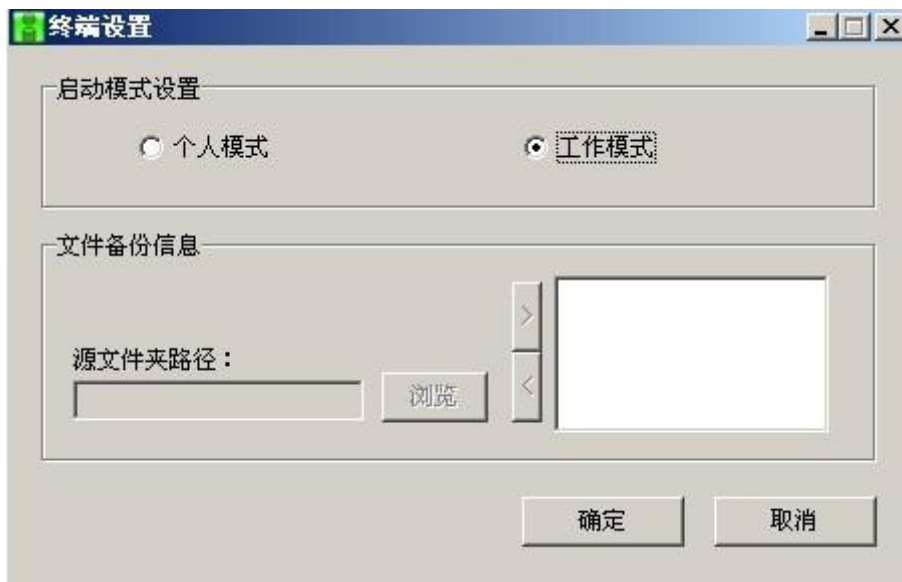 终端设置
启动模式设置
个人模式 工作模式
文件备份信息
>
源文件夹路径：
浏览 <
确定 取消